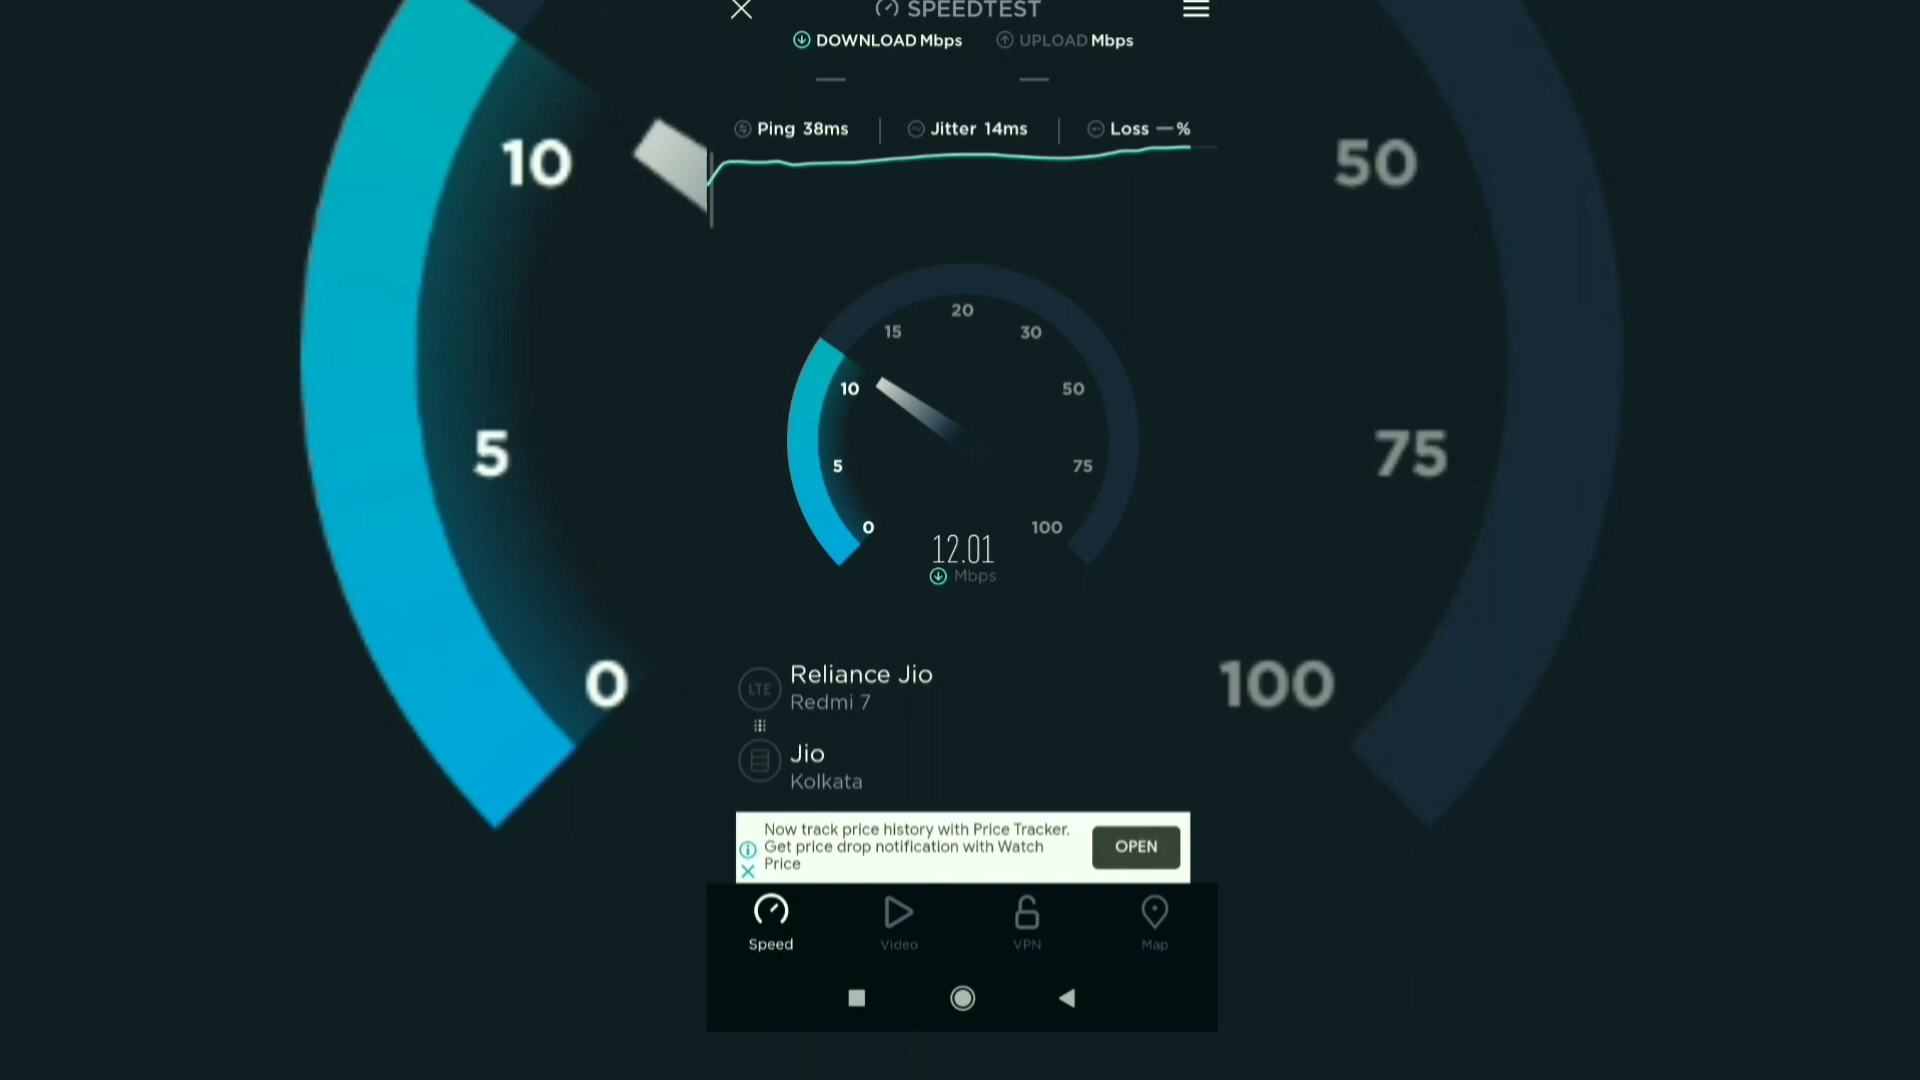 SPEEDTEST
DOWNLOAD Mbps UPLOAD Mbps
— —
Ping 38ms Jitter 14ms Loss —%
20
15 30
10 50
5 75
0 100
12.01
Mbps
LTE Reliance Jio
Redmi 7
Jio
Kolkata
Now track price history with Price Tracker.
Get price drop notification with Watch
Price
OPEN
Speed Video VPN Map
10 50
5 75
0 100